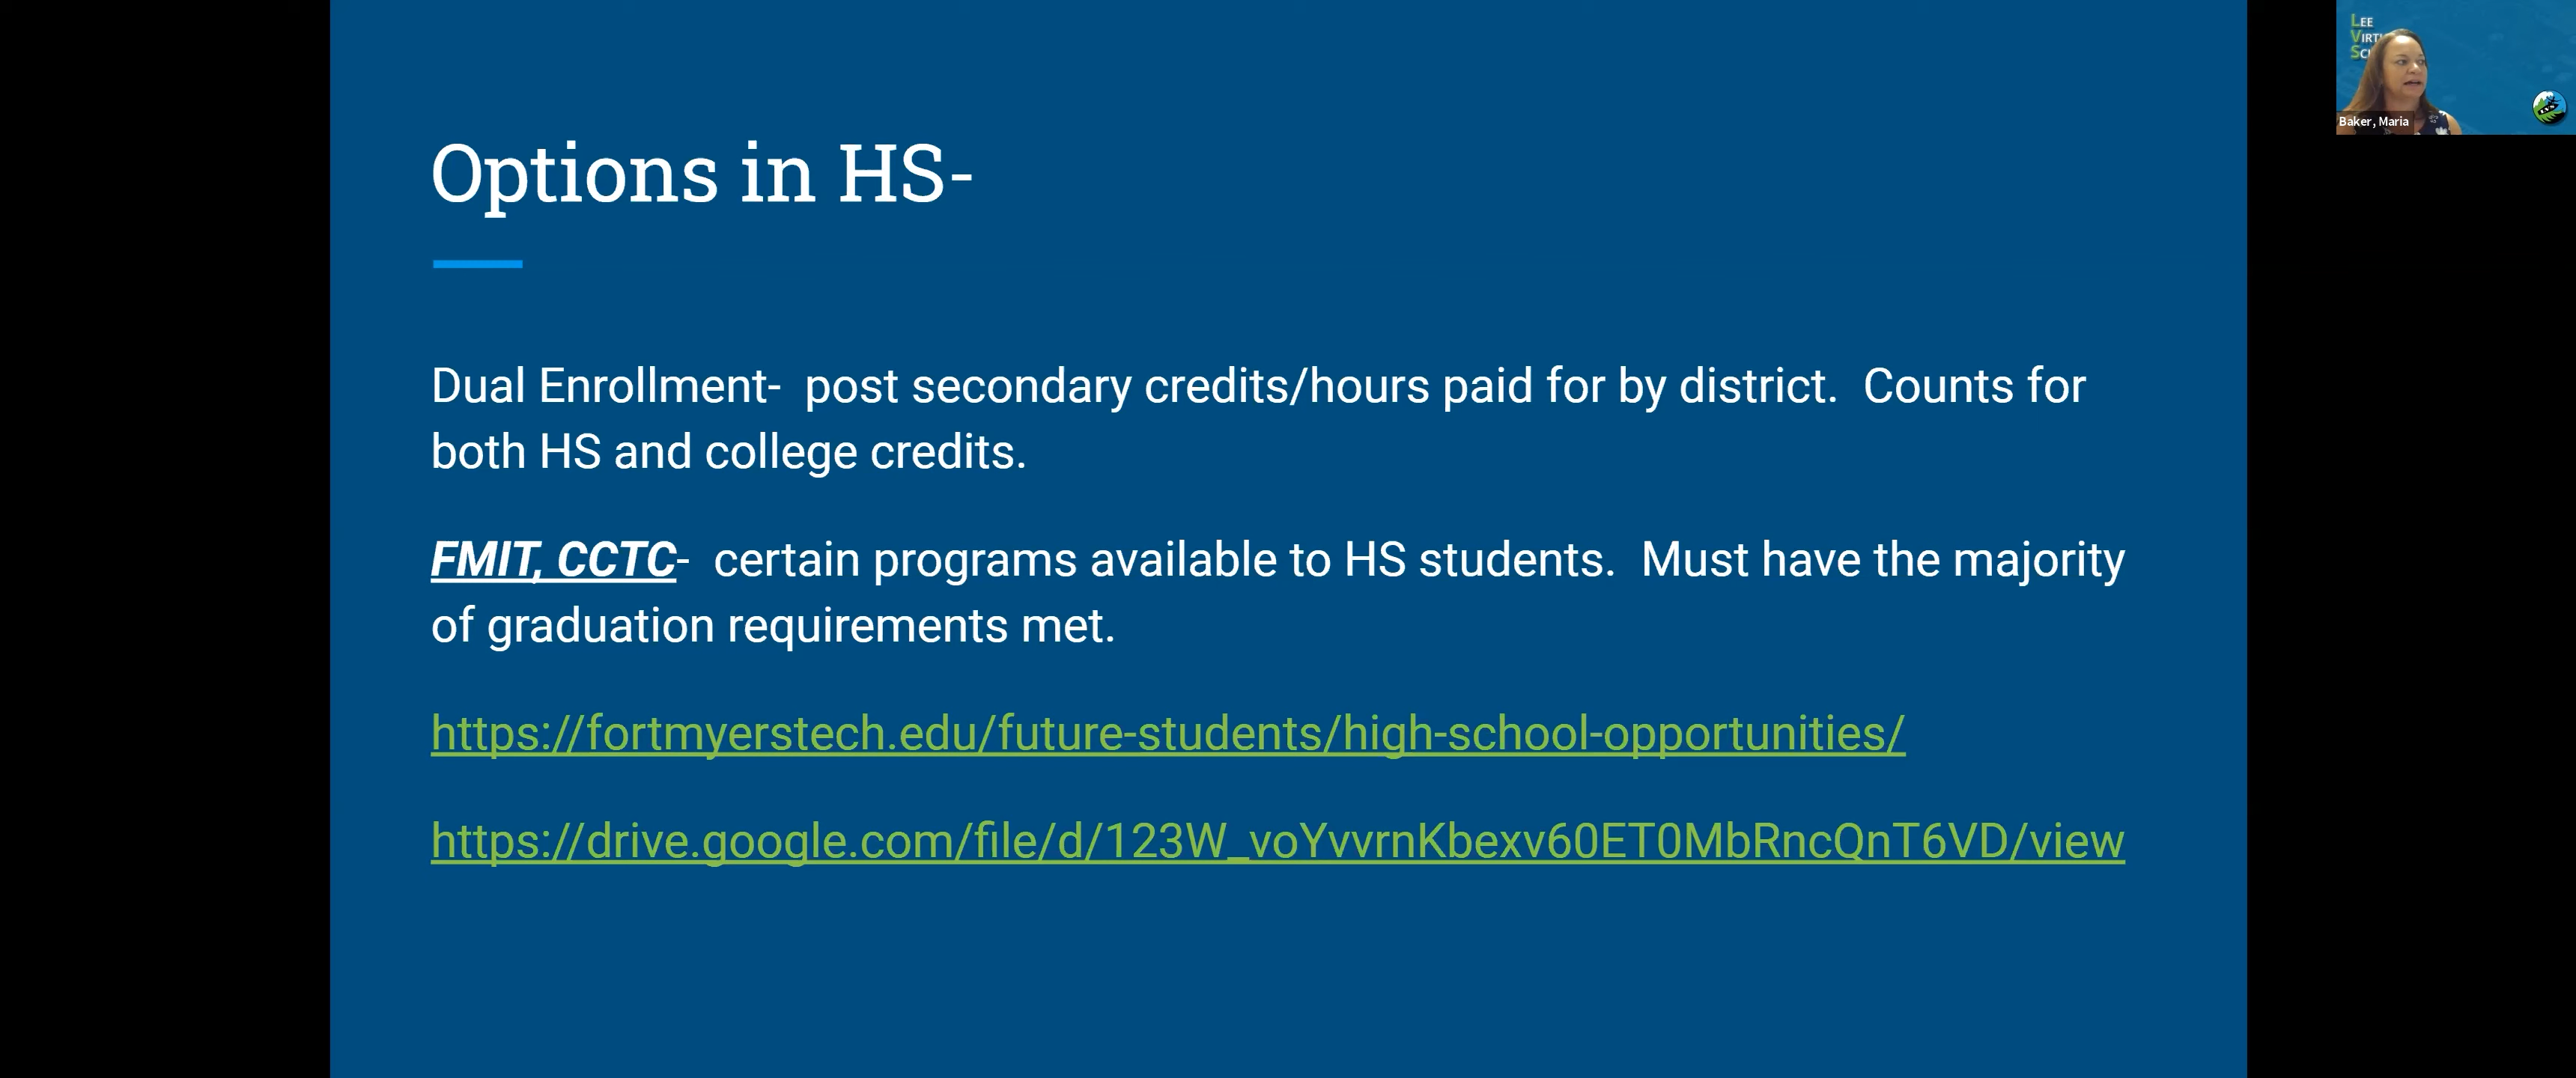 Options in HS-
Dual Enrollment-  post secondary credits/hours paid for by district.  Counts for
both HS and college credits.
FMIT, CCTC-  certain programs available to HS students.  Must have the majority
of graduation requirements met.
https://fortmyerstech.edu/future-students/high-school-opportunities/
https://drive.google.com/file/d/123W_voYvvrnKbexv60ET0MbRncQnT6VD/view
LEE
Baker, Maria